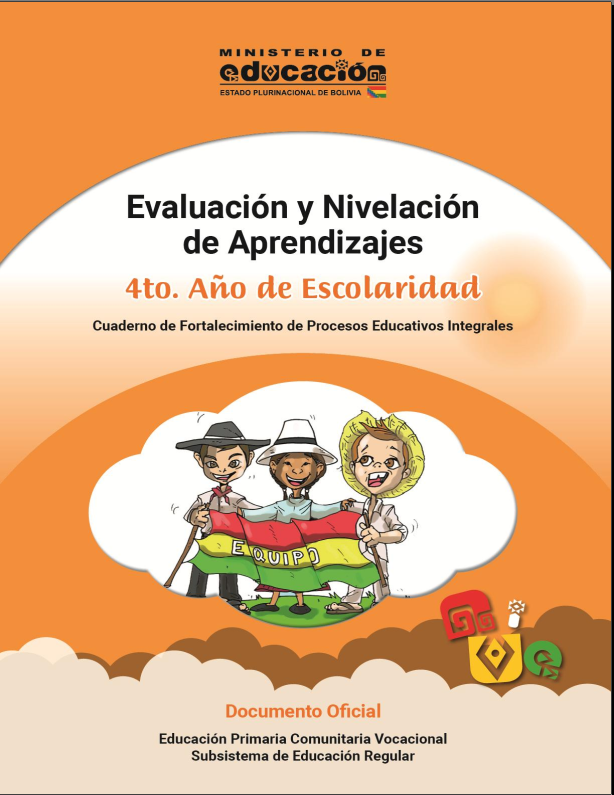 MINISTERIO DE
educación
ESTADO PLURINACIONAL DE BOLIVIA
Evaluación y Nivelación
de Aprendizajes
4to. Año de Escolaridad
Cuaderno de Fortalecimiento de Procesos Educativos Integrales
EQUIPO
Documento Oficial
Educación Primaria Comunitaria Vocacional
Subsistema de Educación Regular